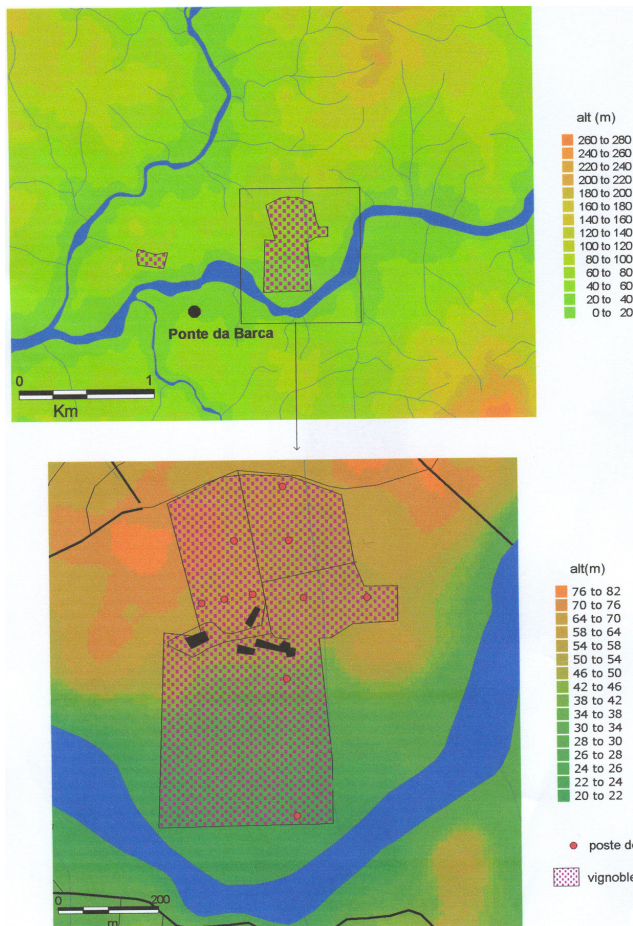 alt (m)
260 to 280
240 to 260
220 to 240
200 to 220
180 to 200
160 to 180
140 to 160
120 to 140
100 to 120
80 to 100
60 to 80
40 to 60
20 to 40
0 to 20
Ponte da Barca
0 1
Km
alt(m)
76 to 82
70 to 76
64 to 70
58 to 64
54 to 58
50 to 54
46 to 50
42 to 46
38 to 42
34 to 38
30 to 34
28 to 30
26 to 28
24 to 26
22 to 24
20 to 22
poste de
vignoble
0 200
m